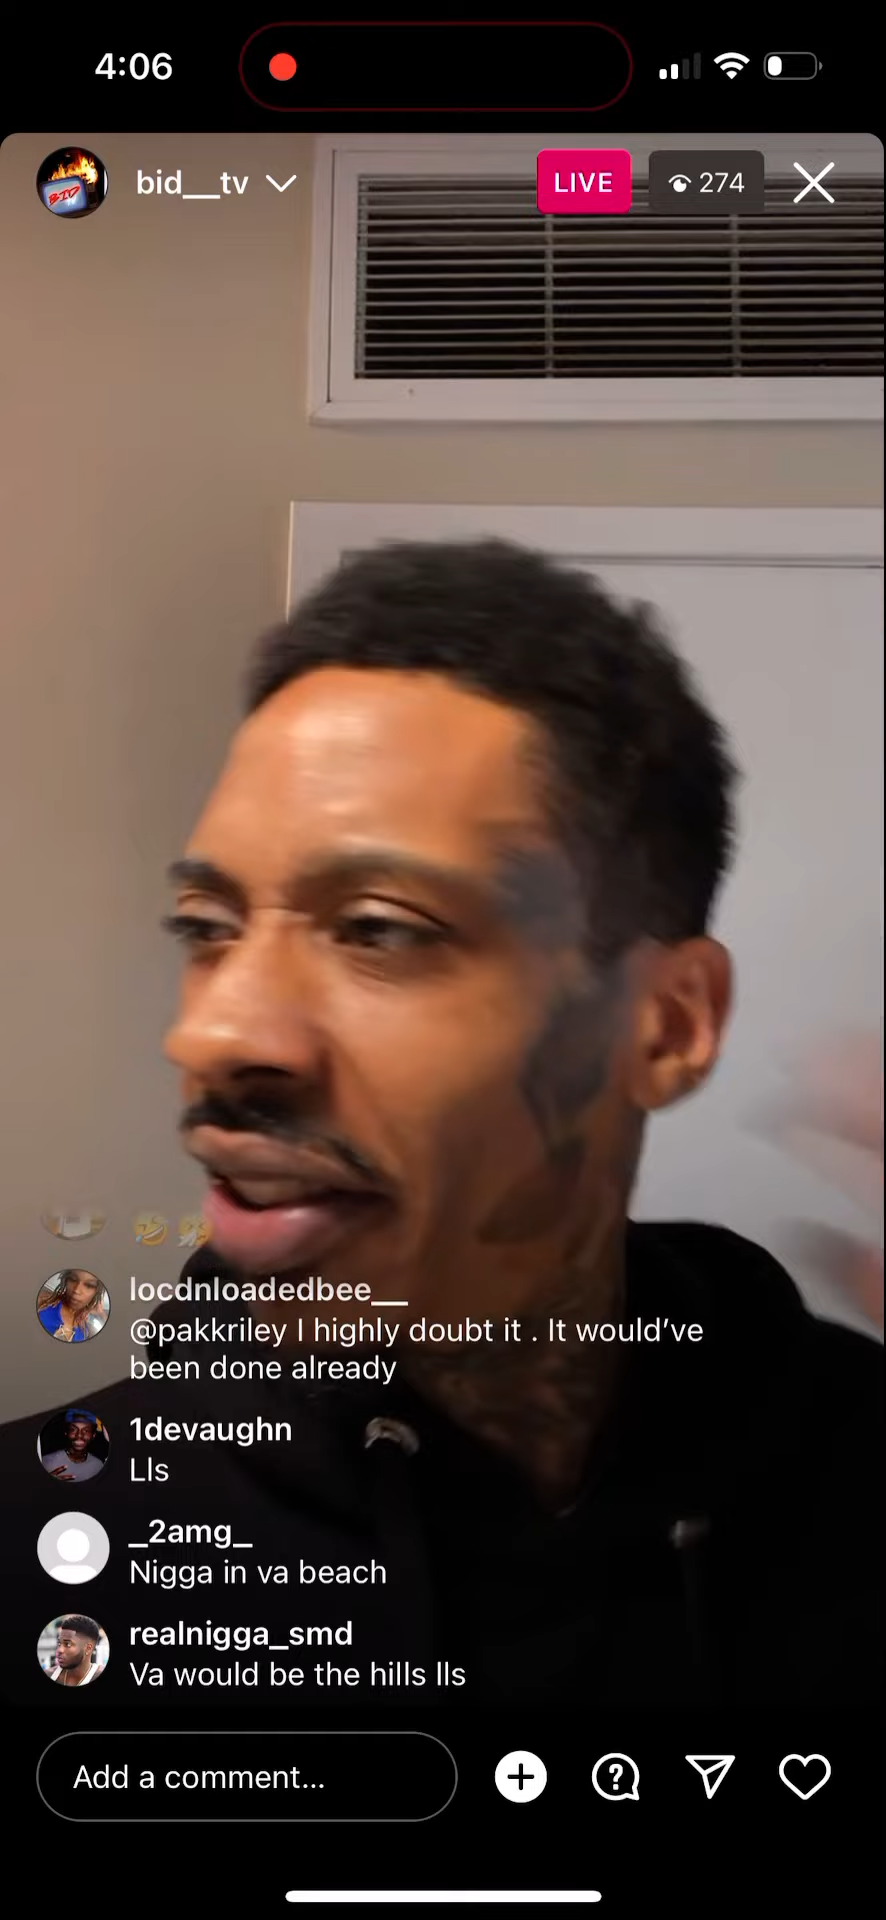 4:06
BID
bid__tv
LIVE
274
locdnloadedbee__
@pakkriley I highly doubt it . It would’ve
been done already
1devaughn
Lls
_2amg_
Nigga in va beach
realnigga_smd
Va would be the hills lls
Add a comment...